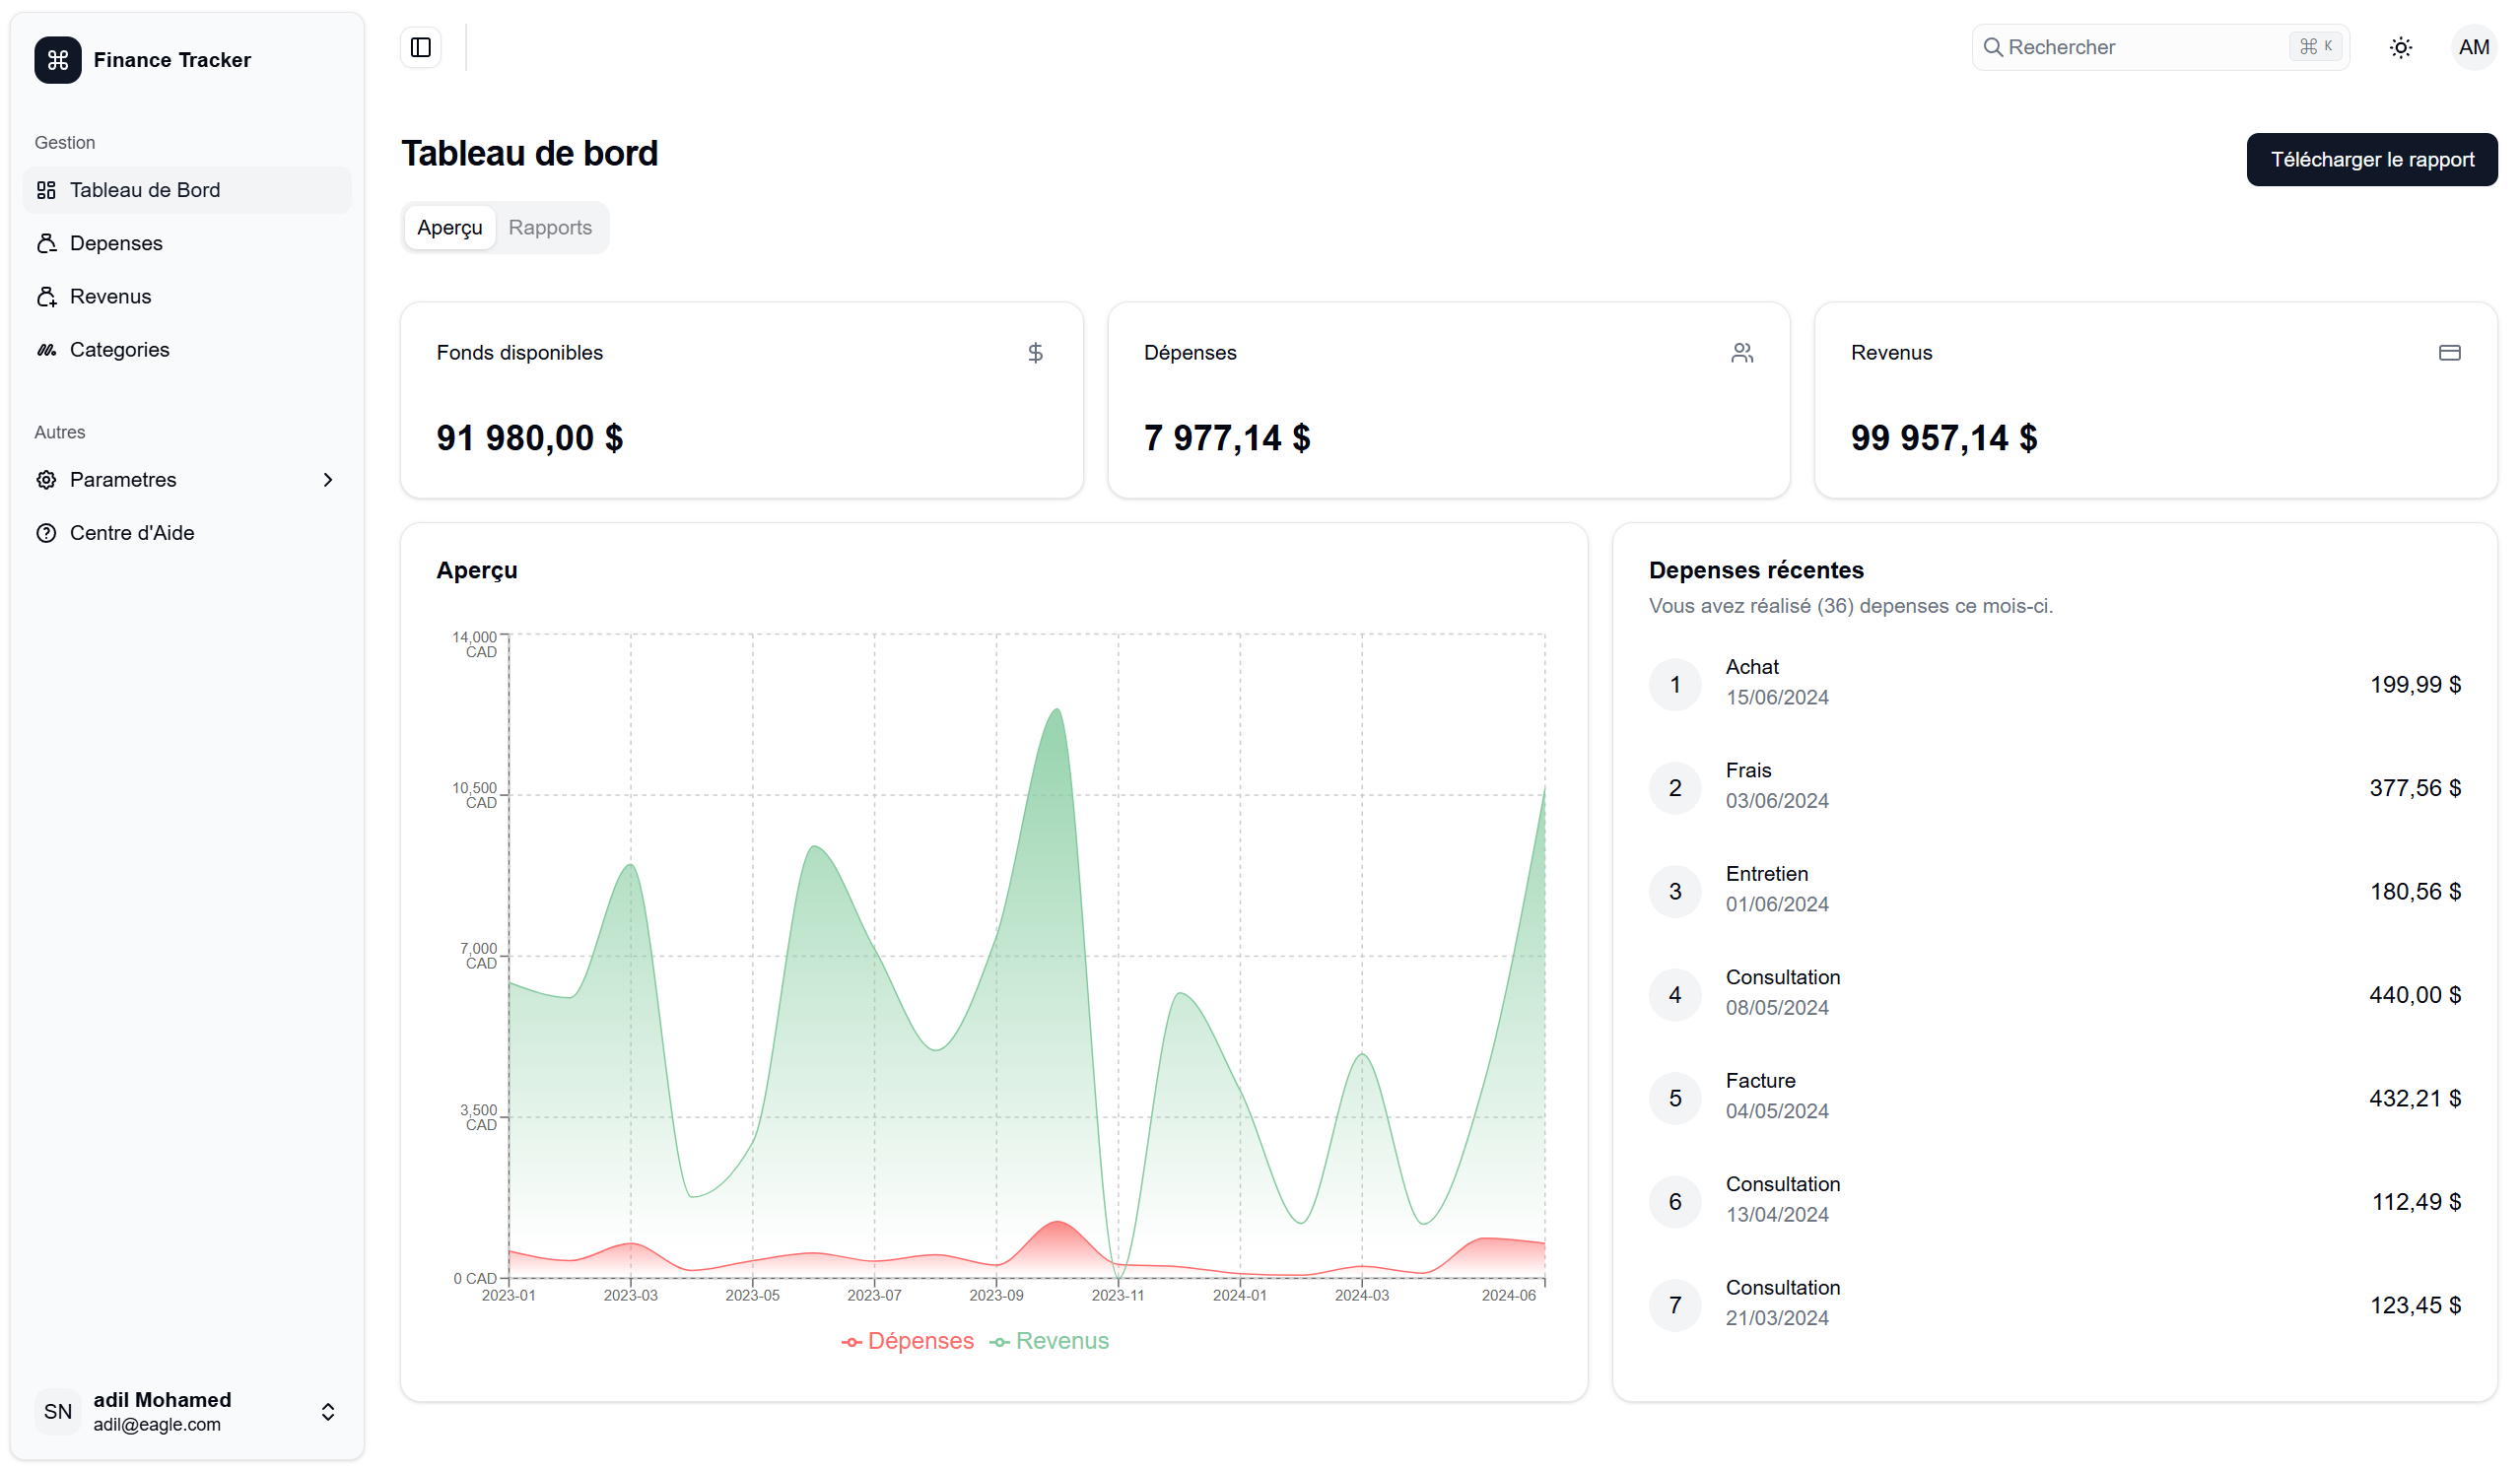 Finance Tracker
Gestion
Tableau de Bord
Depenses
Revenus
Categories
Autres
Parametres
Centre d'Aide
SN
adil Mohamed
adil@eagle.com
Rechercher
⌘ K
AM
Tableau de bord
Télécharger le rapport
Aperçu
Rapports
Fonds disponibles
91 980,00 $
Dépenses
7 977,14 $
Revenus
99 957,14 $
Aperçu
14,000
CAD
10,500
CAD
7,000
CAD
3,500
CAD
0 CAD
2023-01
2023-03
2023-05
2023-07
2023-09
2023-11
2024-01
2024-03
2024-06
Dépenses
Revenus
Depenses récentes
Vous avez réalisé (36) depenses ce mois-ci.
1
Achat
15/06/2024
199,99 $
2
Frais
03/06/2024
377,56 $
3
Entretien
01/06/2024
180,56 $
4
Consultation
08/05/2024
440,00 $
5
Facture
04/05/2024
432,21 $
6
Consultation
13/04/2024
112,49 $
7
Consultation
21/03/2024
123,45 $